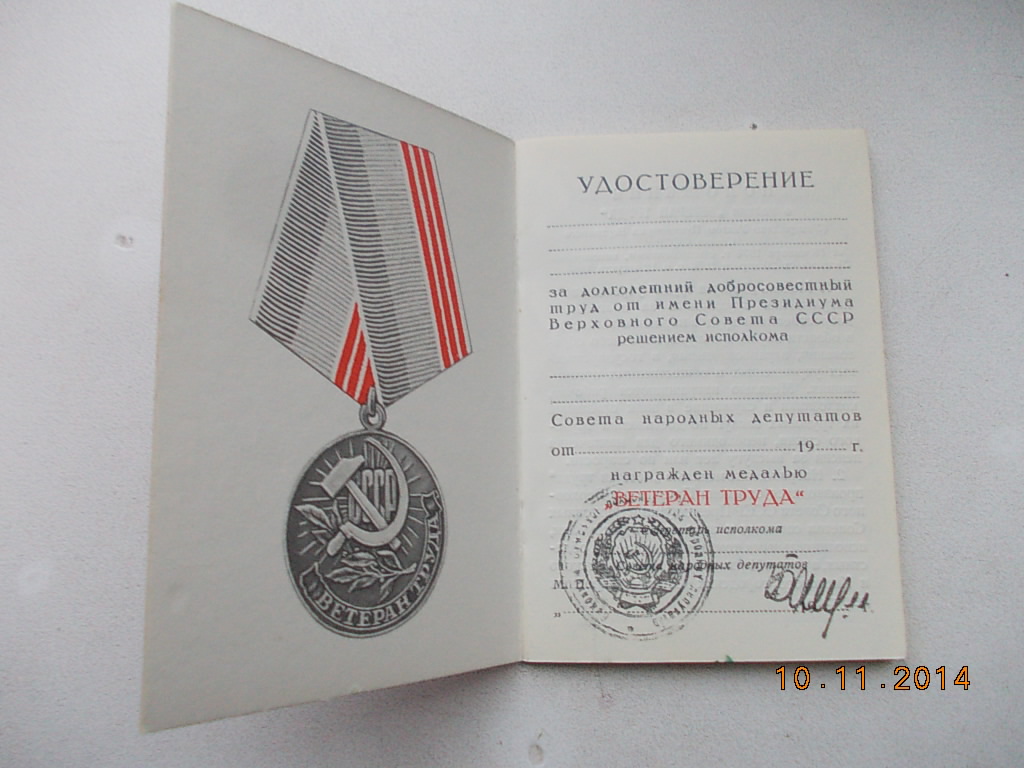 СССР
ВЕТЕРАН ТРУДА
УДОСТОВЕРЕНИЕ
за долголетний добросовестный
труд от имени Президиума
Верховного Совета СССР
решением исполкома
Совета народных депутатов
от 19 г.
награжден медалью
„ВЕТЕРАН ТРУДА“
исполкома
Совета народных депутатов
М.
„
10.11.2014